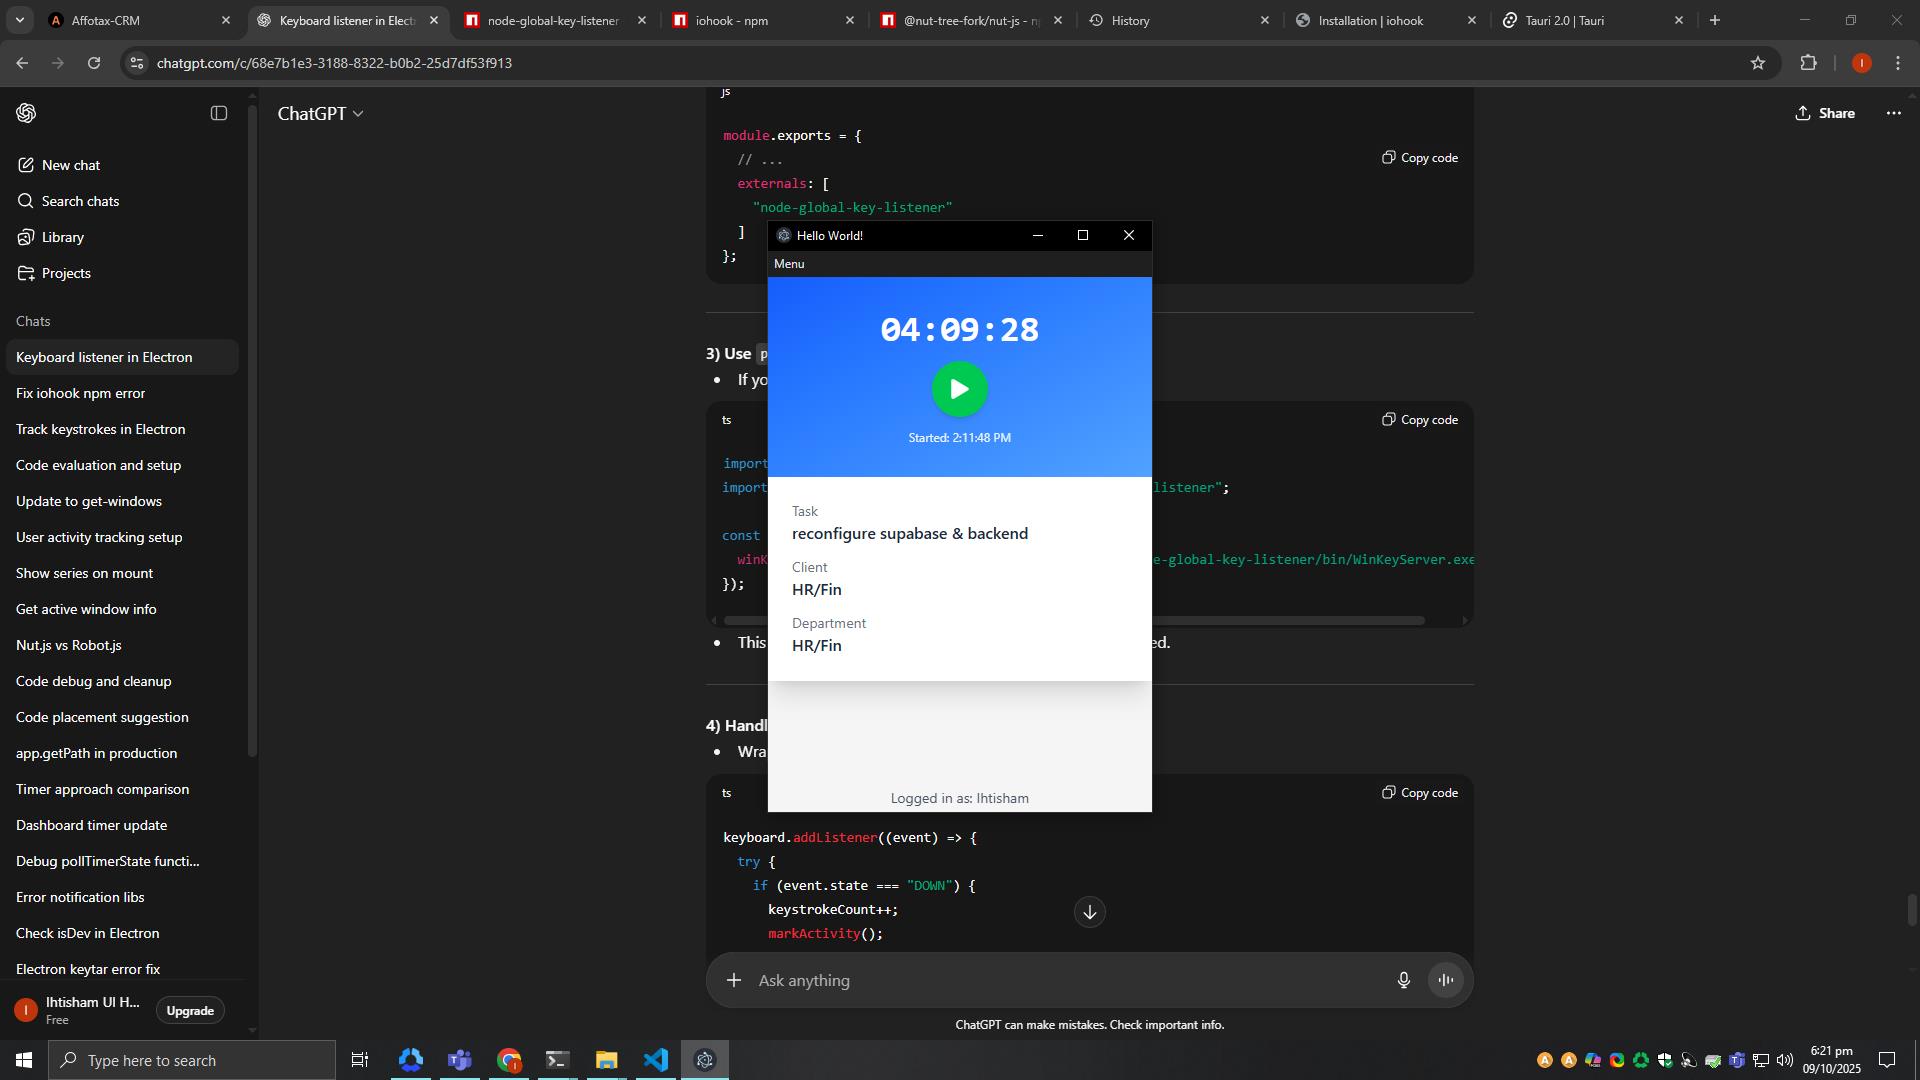 Affotax-CRM
Keyboard listener in Elect
node-global-key-listener
iohook - npm
@nut-tree-fork/nut-js - n
History
Installation | iohook
Tauri 2.0 | Tauri
chatgpt.com/c/68e7b1e3-3188-8322-b0b2-25d7df53f913
I
ChatGPT
Share
New chat
Search chats
Library
Projects
Chats
Keyboard listener in Electron
Fix iohook npm error
Track keystrokes in Electron
Code evaluation and setup
Update to get-windows
User activity tracking setup
Show series on mount
Get active window info
Nut.js vs Robot.js
Code debug and cleanup
Code placement suggestion
app.getPath in production
Timer approach comparison
Dashboard timer update
Debug pollTimerState functi...
Error notification libs
Check isDev in Electron
Electron keytar error fix
I
Ihtisham Ul H...
Free
Upgrade
js
Copy code
module.exports = {
// ...
externals: [
"node-global-key-listener"
]
};
3) Use p
If yo
ts
Copy code
import
import listener";
const
winK e-global-key-listener/bin/WinKeyServer.exe
});
This ed.
4) Handl
Wra
ts
Copy code
keyboard.addListener((event) => {
try {
if (event.state === "DOWN") {
keystrokeCount++;
markActivity();
Hello World!
Menu
04:09:28
Started: 2:11:48 PM
Task
reconfigure supabase & backend
Client
HR/Fin
Department
HR/Fin
Logged in as: Ihtisham
Ask anything
ChatGPT can make mistakes. Check important info.
Type here to search
6:21 pm
09/10/2025